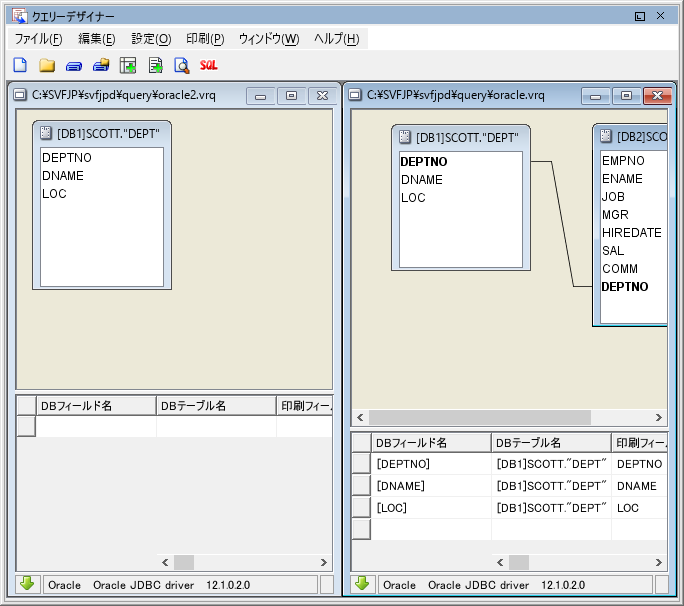 クエリーデザイナー
ファイル(F) 編集(E) 設定(O) 印刷(P) ウィンドウ(W) ヘルプ(H)
SQL
C:¥SVFJP¥svfjpd¥query¥oracle2.vrq
[DB1]SCOTT."DEPT"
DEPTNO
DNAME
LOC
DBフィールド名 DBテーブル名 印刷フィー
Oracle Oracle JDBC driver 12.1.0.2.0
C:¥SVFJP¥svfjpd¥query¥oracle.vrq
[DB1]SCOTT."DEPT"
DEPTNO
DNAME
LOC
[DB2]SCO
EMPNO
ENAME
JOB
MGR
HIREDATE
SAL
COMM
DEPTNO
DBフィールド名 DBテーブル名 印刷フィー
[DEPTNO] [DB1]SCOTT."DEPT" DEPTNO
[DNAME] [DB1]SCOTT."DEPT" DNAME
[LOC] [DB1]SCOTT."DEPT" LOC
Oracle Oracle JDBC driver 12.1.0.2.0